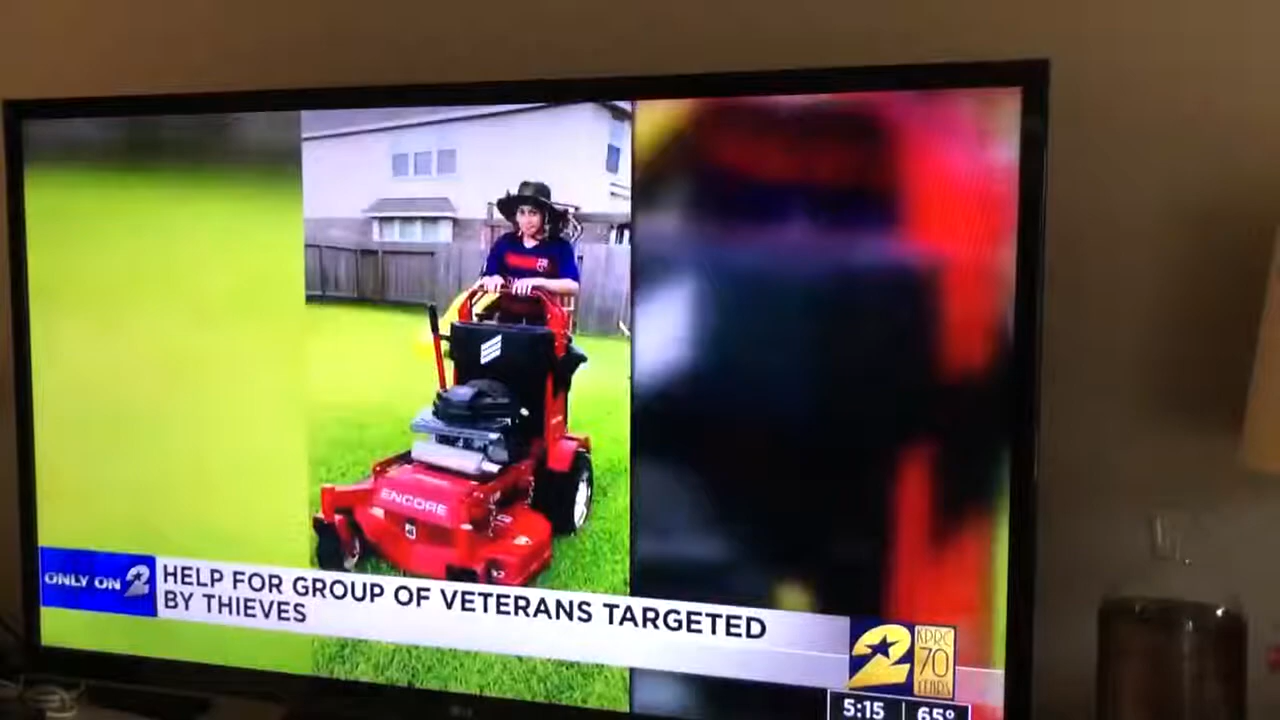 ENCORE
ONLY ON 2
HELP FOR GROUP OF VETERANS TARGETED
BY THIEVES
2
KPRC
70
YEARS
5:15
65°